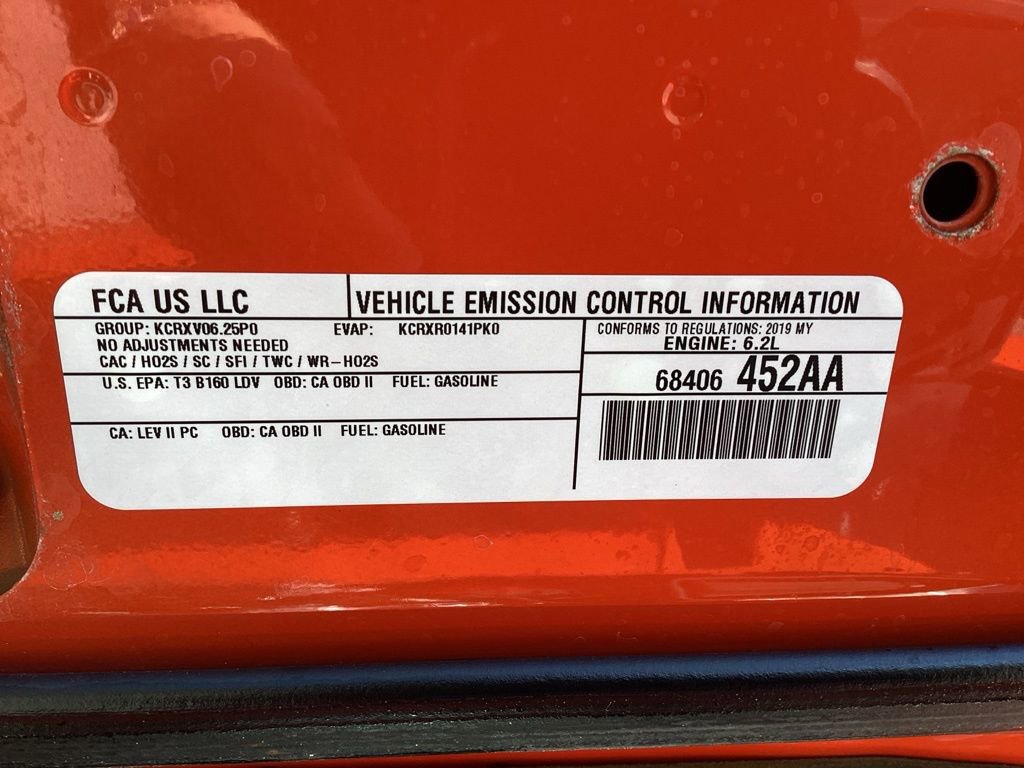 FCA US LLC
VEHICLE EMISSION CONTROL INFORMATION
GROUP: KCRXV06.25P0 EVAP: KCRXR0141PK0
NO ADJUSTMENTS NEEDED
CAC / HO2S / SC / SFI / TWC / WR-HO2S
U.S. EPA: T3 B160 LDV OBD: CA OBD II FUEL: GASOLINE
CA: LEV II PC OBD: CA OBD II FUEL: GASOLINE
CONFORMS TO REGULATIONS: 2019 MY
ENGINE: 6.2L
68406 452AA